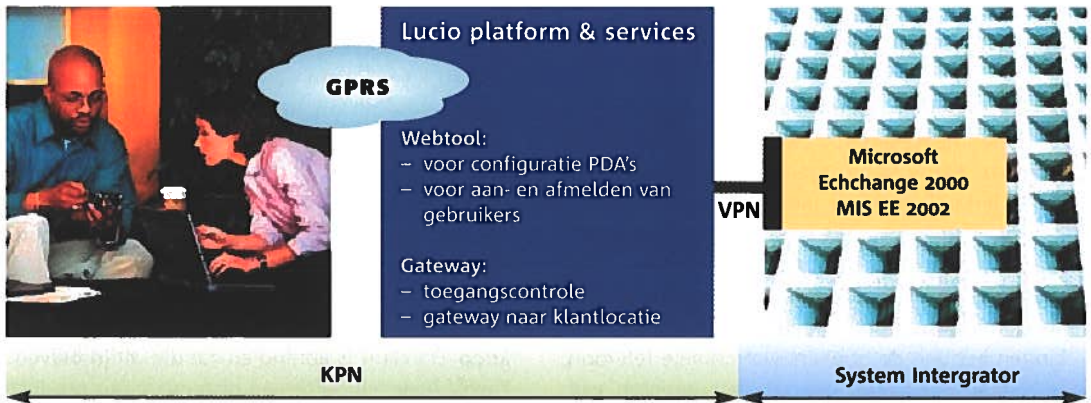 Lucio platform & services
GPRS
Webtool:
– voor configuratie PDA's
– voor aan- en afmelden van
gebruikers
Gateway:
– toegangscontrole
– gateway naar klantlocatie
VPN
Microsoft
Echchange 2000
MIS EE 2002
KPN
System Intergrator